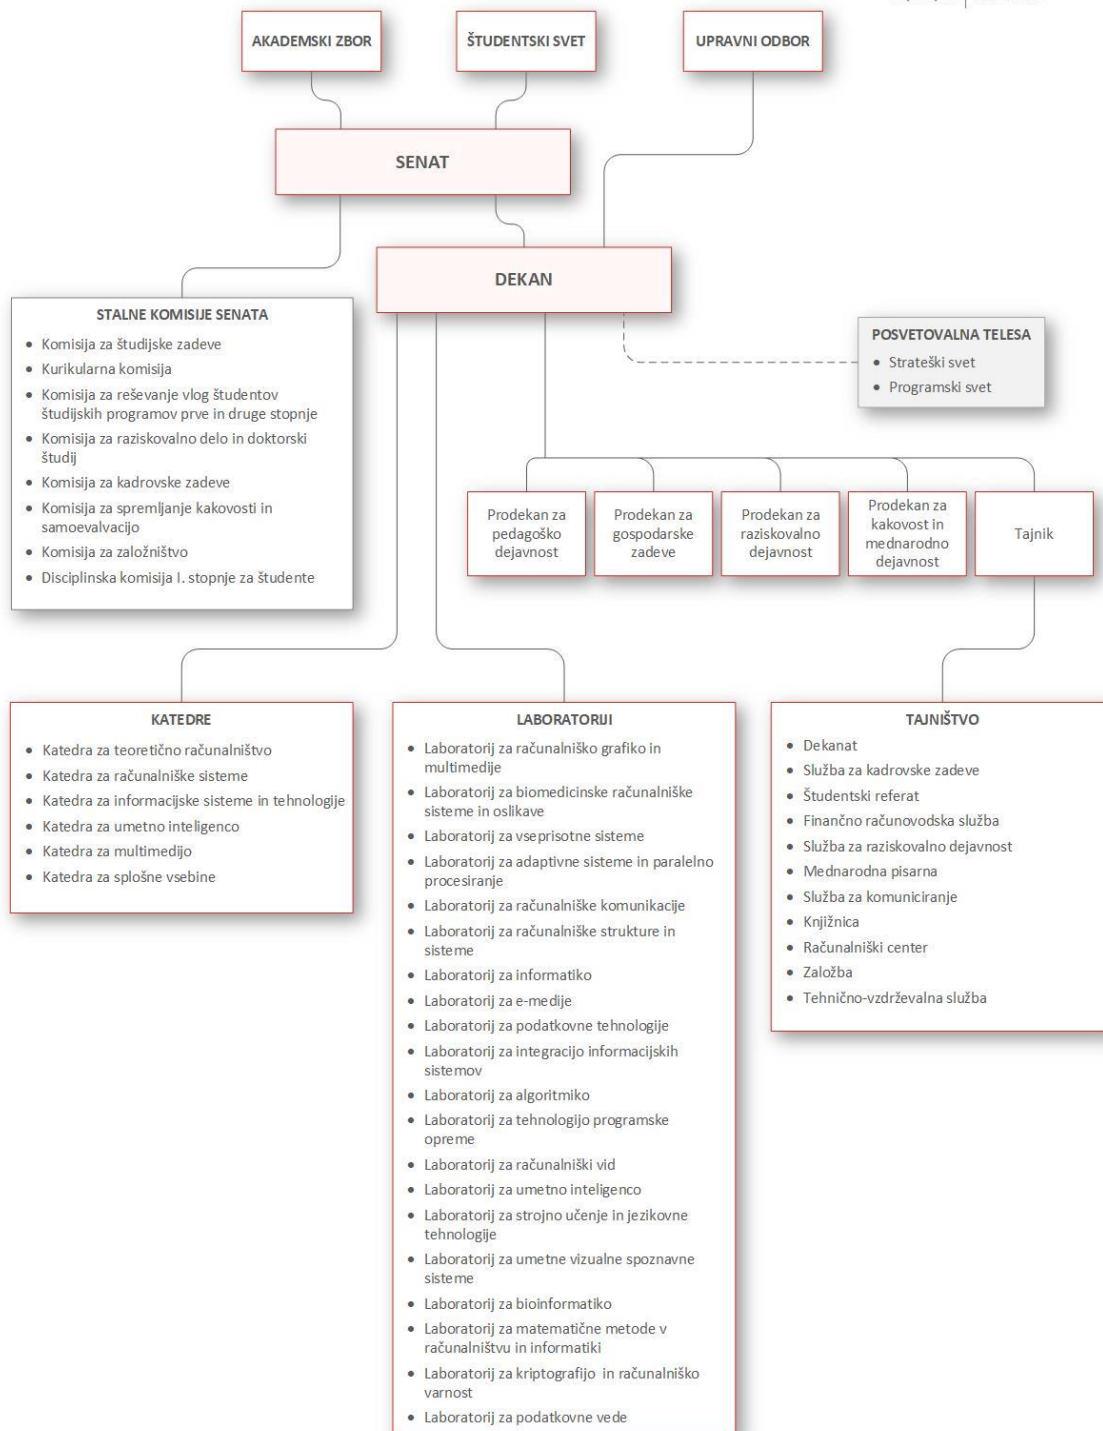 AKADEMSKI ZBOR
ŠTUDENTSKI SVET
UPRAVNI ODBOR
SENAT
DEKAN
STALNE KOMISIJE SENATA
• Komisija za študijske zadeve
• Kurikularna komisija
• Komisija za reševanje vlog študentov
študijskih programov prve in druge stopnje
• Komisija za raziskovalno delo in doktorski
študij
• Komisija za kadrovske zadeve
• Komisija za spremljanje kakovosti in
samoevalvacijo
• Komisija za založništvo
• Disciplinska komisija I. stopnje za študente
POSVETOVALNA TELESA
• Strateški svet
• Programski svet
Prodekan za
pedagoško
dejavnost
Prodekan za
gospodarske
zadeve
Prodekan za
raziskovalno
dejavnost
Prodekan za
kakovost in
mednarodno
dejavnost
Tajnik
KATEDRE
• Katedra za teoretično računalništvo
• Katedra za računalniške sisteme
• Katedra za informacijske sisteme in tehnologije
• Katedra za umetno inteligenco
• Katedra za multimedijo
• Katedra za splošne vsebine
LABORATORIJI
• Laboratorij za računalniško grafiko in
multimedije
• Laboratorij za biomedicinske računalniške
sisteme in oslikave
• Laboratorij za vseprisotne sisteme
• Laboratorij za adaptivne sisteme in paralelno
procesiranje
• Laboratorij za računalniške komunikacije
• Laboratorij za računalniške strukture in
sisteme
• Laboratorij za informatiko
• Laboratorij za e-medije
• Laboratorij za podatkovne tehnologije
• Laboratorij za integracijo informacijskih
sistemov
• Laboratorij za algoritmiko
• Laboratorij za tehnologijo programske
opreme
• Laboratorij za računalniški vid
• Laboratorij za umetno inteligenco
• Laboratorij za strojno učenje in jezikovne
tehnologije
• Laboratorij za umetne vizualne spoznavne
sisteme
• Laboratorij za bioinformatiko
• Laboratorij za matematične metode v
računalništvu in informatiki
• Laboratorij za kriptografijo in računalniško
varnost
• Laboratorij za podatkovne vede
TAJNIŠTVO
• Dekanat
• Služba za kadrovske zadeve
• Študentski referat
• Finančno računovodska služba
• Služba za raziskovalno dejavnost
• Mednarodna pisarna
• Služba za komuniciranje
• Knjižnica
• Računalniški center
• Založba
• Tehnično-vzdrževalna služba